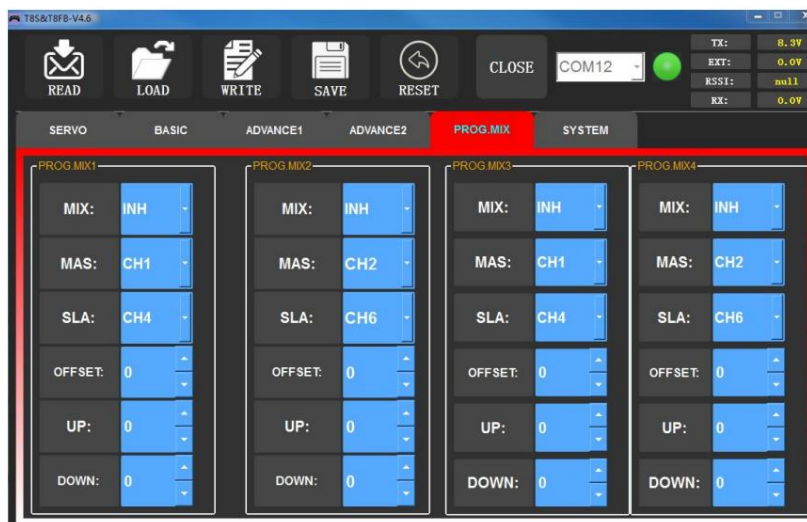 T8S&T8FB-V4.6
READ LOAD WRITE SAVE RESET CLOSE COM12
TX: 8.3V
EXT: 0.0V
RSSI: null
RX: 0.0V
SERVO BASIC ADVANCE1 ADVANCE2 PROG.MIX SYSTEM
PROG.MIX1 PROG.MIX2 PROG.MIX3 PROG.MIX4
MIX: INH MIX: INH MIX: INH MIX: INH
MAS: CH1 MAS: CH2 MAS: CH1 MAS: CH2
SLA: CH4 SLA: CH6 SLA: CH4 SLA: CH6
OFFSET: 0 OFFSET: 0 OFFSET: 0 OFFSET: 0
UP: 0 UP: 0 UP: 0 UP: 0
DOWN: 0 DOWN: 0 DOWN: 0 DOWN: 0